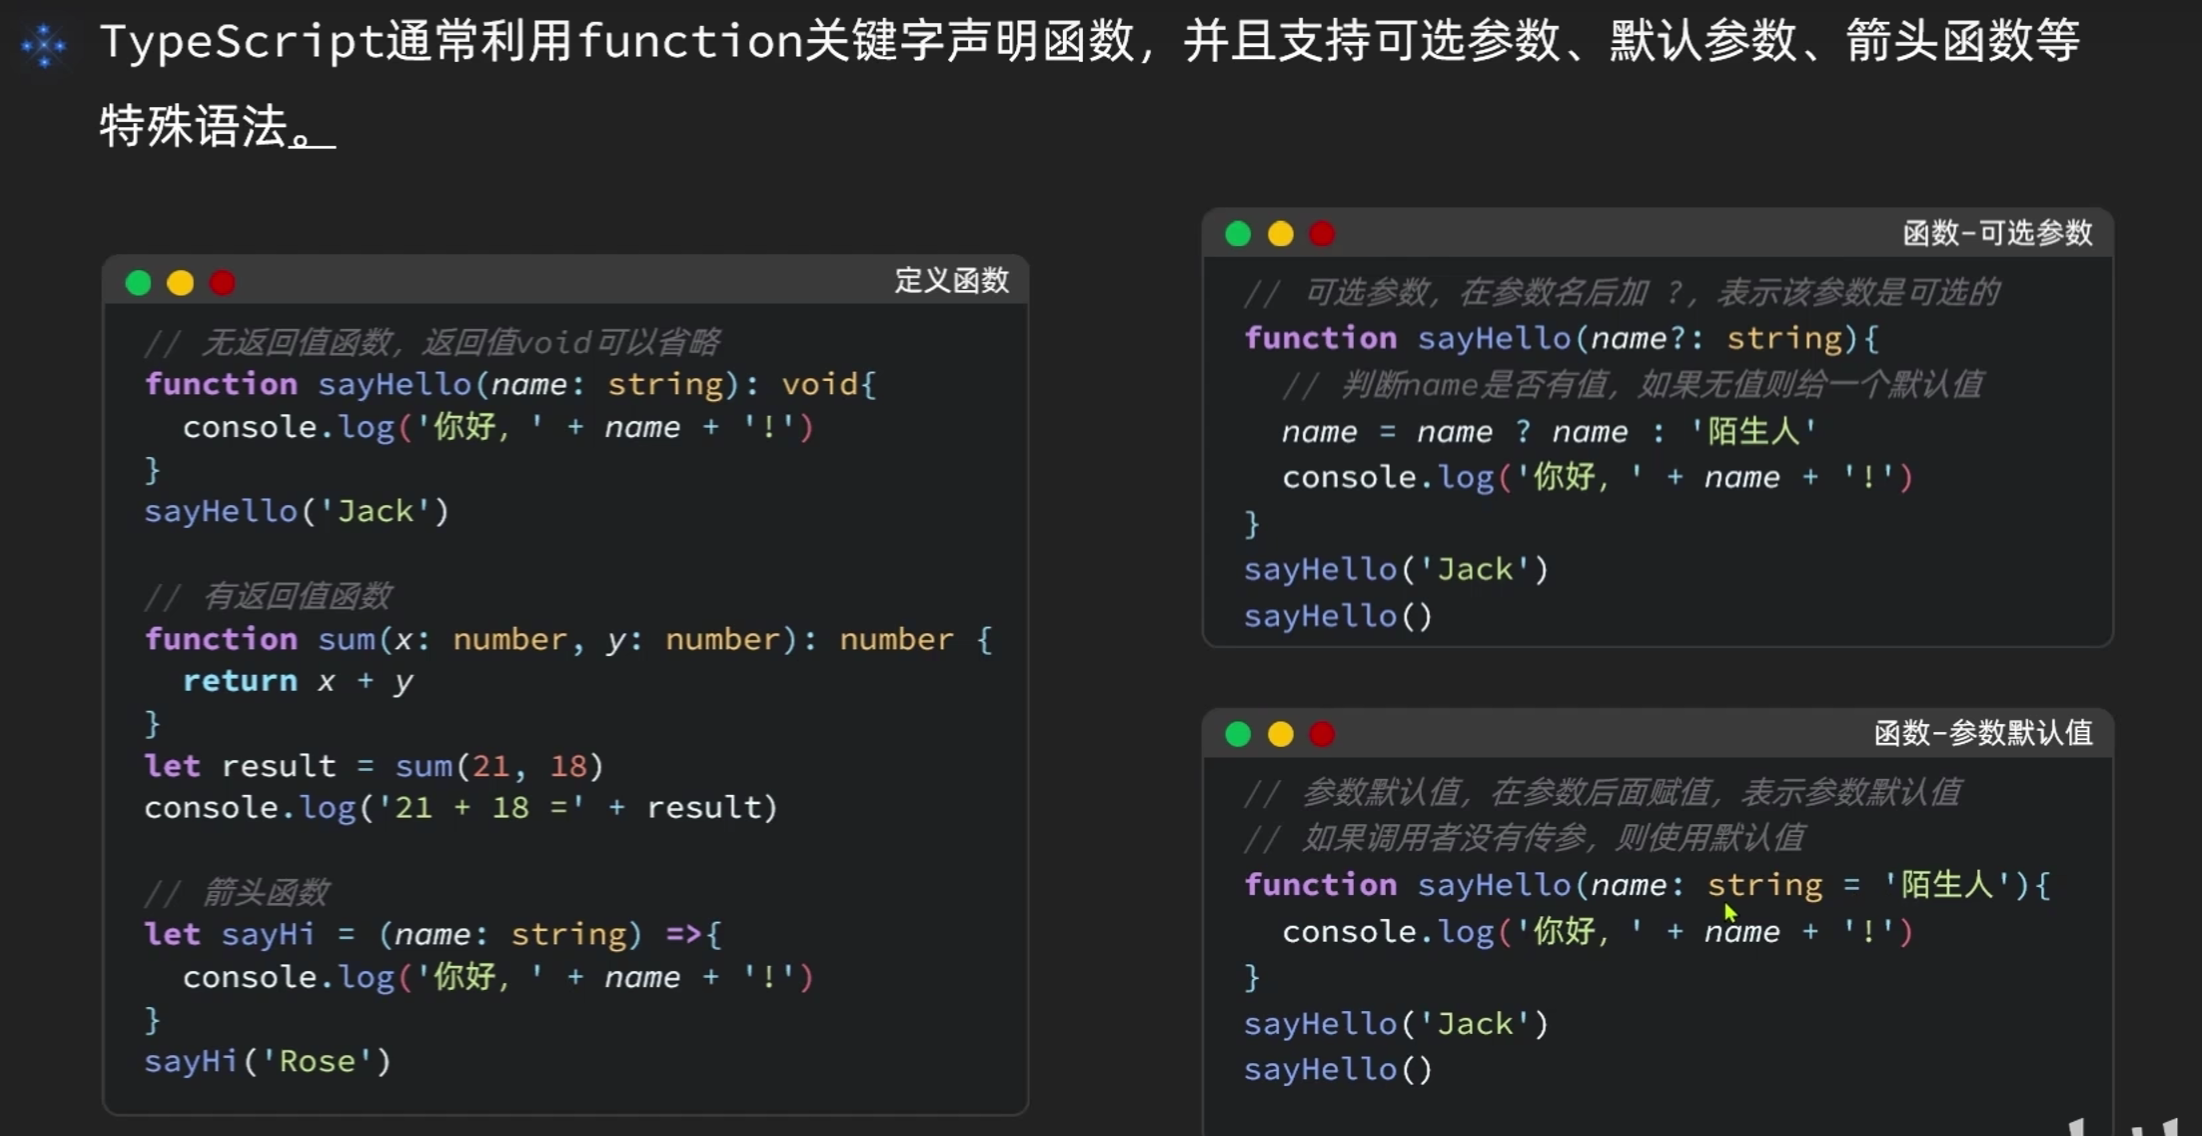 TypeScript通常利用function关键字声明函数，并且支持可选参数、默认参数、箭头函数等
特殊语法。
定义函数
// 无返回值函数，返回值void可以省略
function sayHello(name: string): void{
  console.log('你好，' + name + '!')
}
sayHello('Jack')

// 有返回值函数
function sum(x: number, y: number): number {
  return x + y
}
let result = sum(21, 18)
console.log('21 + 18 =' + result)

// 箭头函数
let sayHi = (name: string) =>{
  console.log('你好，' + name + '!')
}
sayHi('Rose')
函数-可选参数
// 可选参数，在参数名后加 ?，表示该参数是可选的
function sayHello(name?: string){
  // 判断name是否有值，如果无值则给一个默认值
  name = name ? name : '陌生人'
  console.log('你好，' + name + '!')
}
sayHello('Jack')
sayHello()
函数-参数默认值
// 参数默认值，在参数后面赋值，表示参数默认值
// 如果调用者没有传参，则使用默认值
function sayHello(name: string = '陌生人'){
  console.log('你好，' + name + '!')
}
sayHello('Jack')
sayHello()